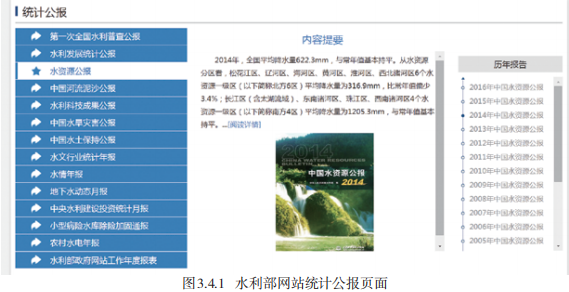 统计公报
第一次全国水利普查公报
水利发展统计公报
水资源公报
中国河流泥沙公报
水利科技成果公报
中国水旱灾害公报
中国水土保持公报
水文行业统计年报
水情年报
地下水动态月报
中央水利建设投资统计月报
小型病险水库除险加固通报
农村水电年报
水利部政府网站工作年度报表
内容提要
2014年，全国平均降水量622.3mm，与常年值基本持平。从水资源
分区看，松花江区、辽河区、海河区、黄河区、淮河区、西北诸河区6个水
资源一级区（以下简称北方6区）平均降水量为316.9mm，比常年值偏少
3.4%；长江区（含太湖流域）、东南诸河区、珠江区、西南诸河区4个水
资源一级区（以下简称南方4区）平均降水量为1205.3mm，与常年值基本
持平。...[阅读详情]
2014
CHINA WATER RESOURCES
BULLETIN
中国水资源公报
2014
历年报告
2016年中国水资源公报
2015年中国水资源公报
2014年中国水资源公报
2013年中国水资源公报
2012年中国水资源公报
2011年中国水资源公报
2010年中国水资源公报
2009年中国水资源公报
2008年中国水资源公报
2007年中国水资源公报
2006年中国水资源公报
2005年中国水资源公报
图3.4.1 水利部网站统计公报页面